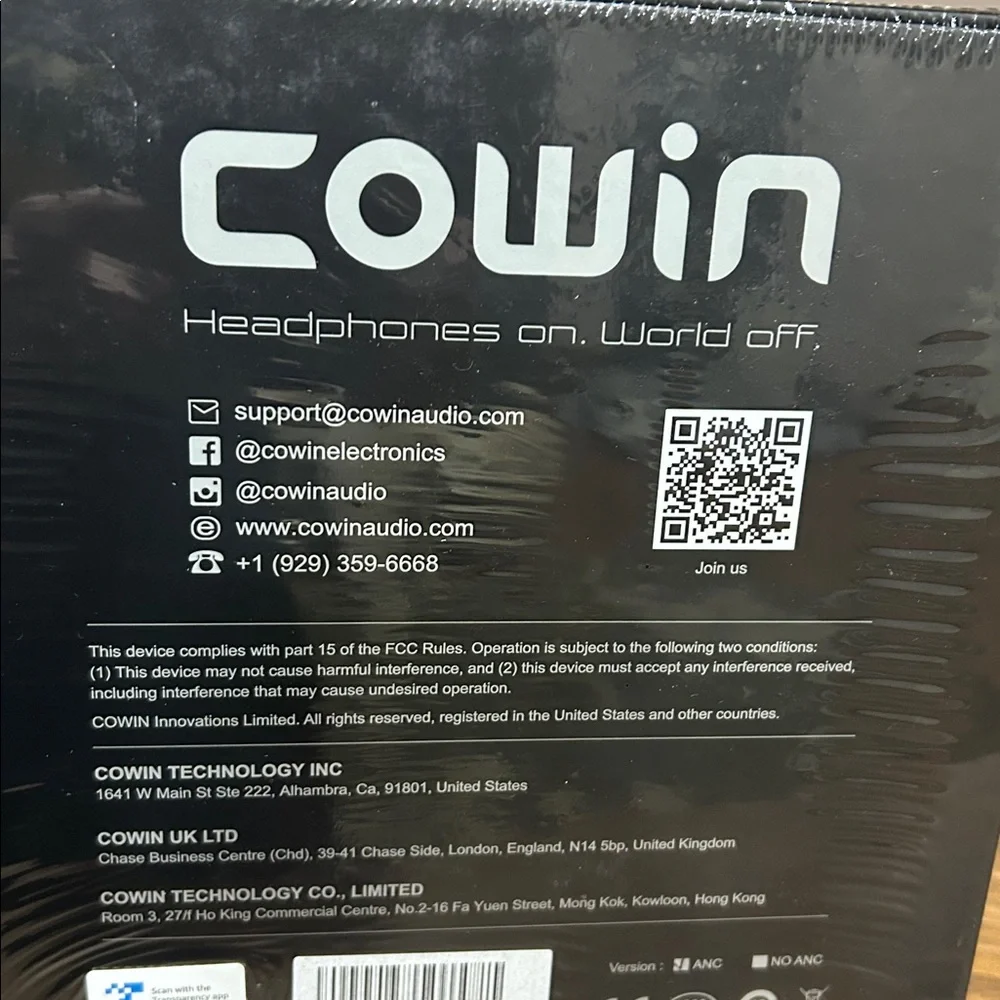 COWIN
Headphones on. World off.
support@cowinaudio.com
@cowinelectronics
@cowinaudio
www.cowinaudio.com
+1 (929) 359-6668
Join us
This device complies with part 15 of the FCC Rules. Operation is subject to the following two conditions:
(1) This device may not cause harmful interference, and (2) this device must accept any interference received,
including interference that may cause undesired operation.
COWIN Innovations Limited. All rights reserved, registered in the United States and other countries.
COWIN TECHNOLOGY INC
1641 W Main St Ste 222, Alhambra, Ca, 91801, United States
COWIN UK LTD
Chase Business Centre (Chd), 39-41 Chase Side, London, England, N14 5bp, United Kingdom
COWIN TECHNOLOGY CO., LIMITED
Room 3, 27/f Ho King Commercial Centre, No.2-16 Fa Yuen Street, Mong Kok, Kowloon, Hong Kong
Version : ANC NO ANC
Scan with the
Transparency app